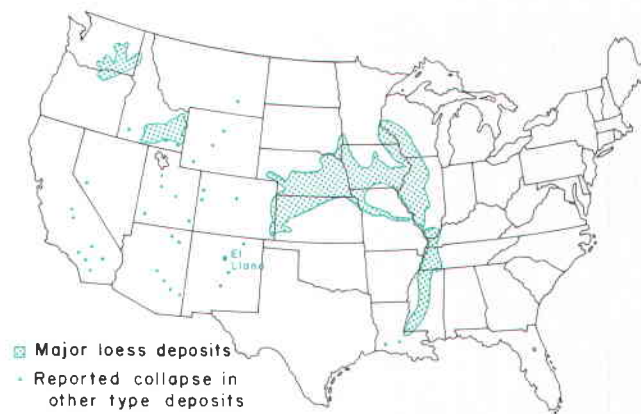 El
Llano
Major loess deposits
Reported collapse in
other type deposits